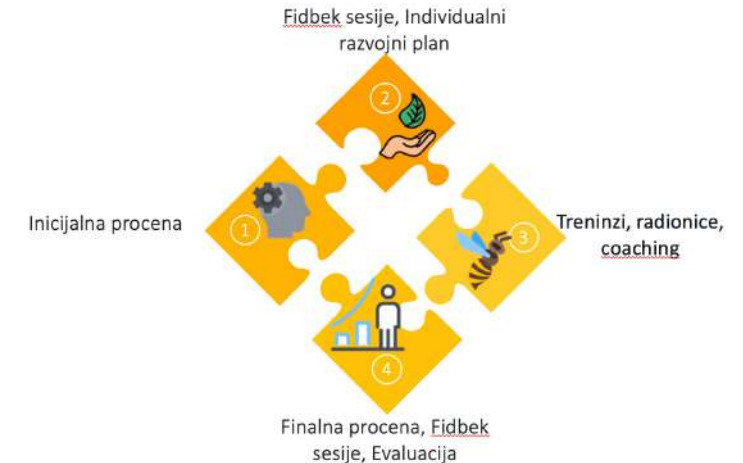 Fidbek sesije, Individualni
razvojni plan
2
Inicijalna procena
1
3
Treninzi, radionice,
coaching
4
Finalna procena, Fidbek
sesije, Evaluacija